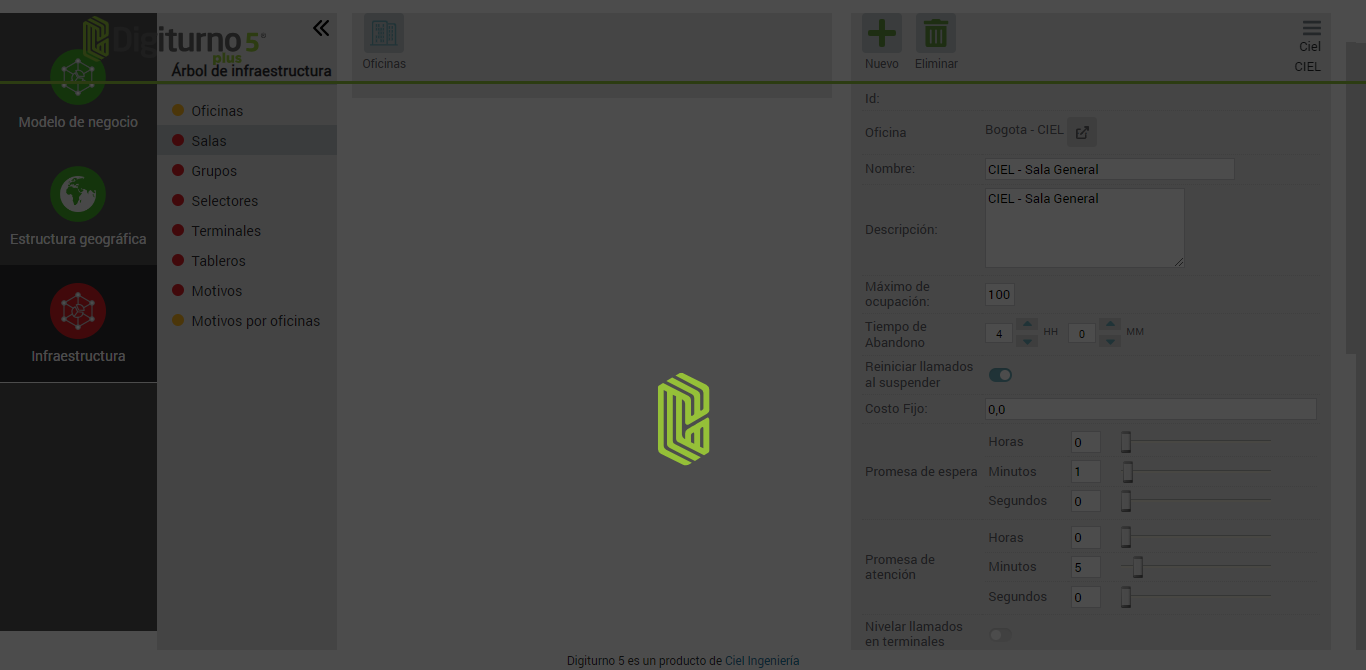 Digiturno 5
plus
Árbol de infraestructura
Modelo de negocio
Estructura geográfica
Infraestructura
Oficinas
Salas
Grupos
Selectores
Terminales
Tableros
Motivos
Motivos por oficinas
Oficinas
Nuevo
Eliminar
Ciel
CIEL
Id:
Oficina
Bogota - CIEL
Nombre:
CIEL - Sala General
Descripción:
CIEL - Sala General
Máximo de
ocupación:
100
Tiempo de
Abandono
4
HH
0
MM
Reiniciar llamados
al suspender
Costo Fijo:
0,0
Promesa de espera
Horas
0
Minutos
1
Segundos
0
Promesa de
atención
Horas
0
Minutos
5
Segundos
0
Nivelar llamados
en terminales
Digiturno 5 es un producto de Ciel Ingeniería